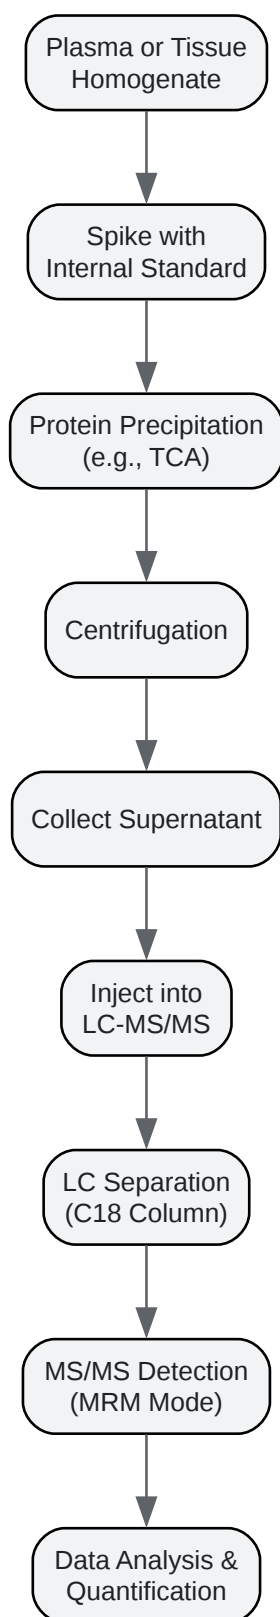 Plasma or Tissue
Homogenate
Spike with
Internal Standard
Protein Precipitation
(e.g., TCA)
Centrifugation
Collect Supernatant
Inject into
LC-MS/MS
LC Separation
(C18 Column)
MS/MS Detection
(MRM Mode)
Data Analysis &
Quantification